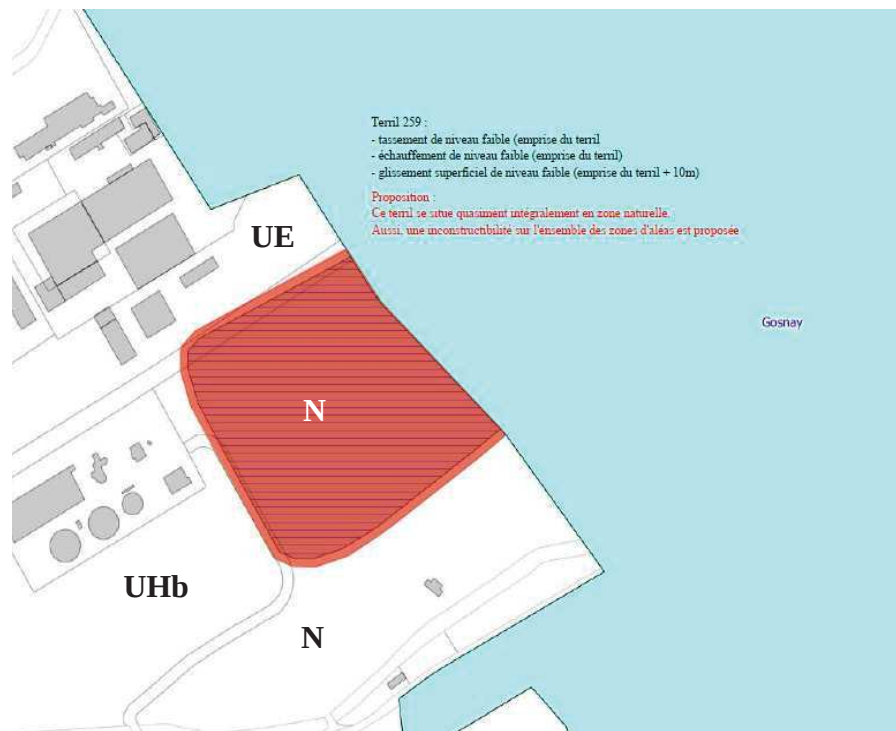 Terril 259 :
- tassement de niveau faible (emprise du terril
- échauffement de niveau faible (emprise du terril)
- glissement superficiel de niveau faible (emprise du terril + 10m)
Proposition :
Ce terril se situe quasiment intégralement en zone naturelle.
Aussi, une inconstructibilité sur l'ensemble des zones d'aléas est proposée
UE
Gosnay
N
UHb
N